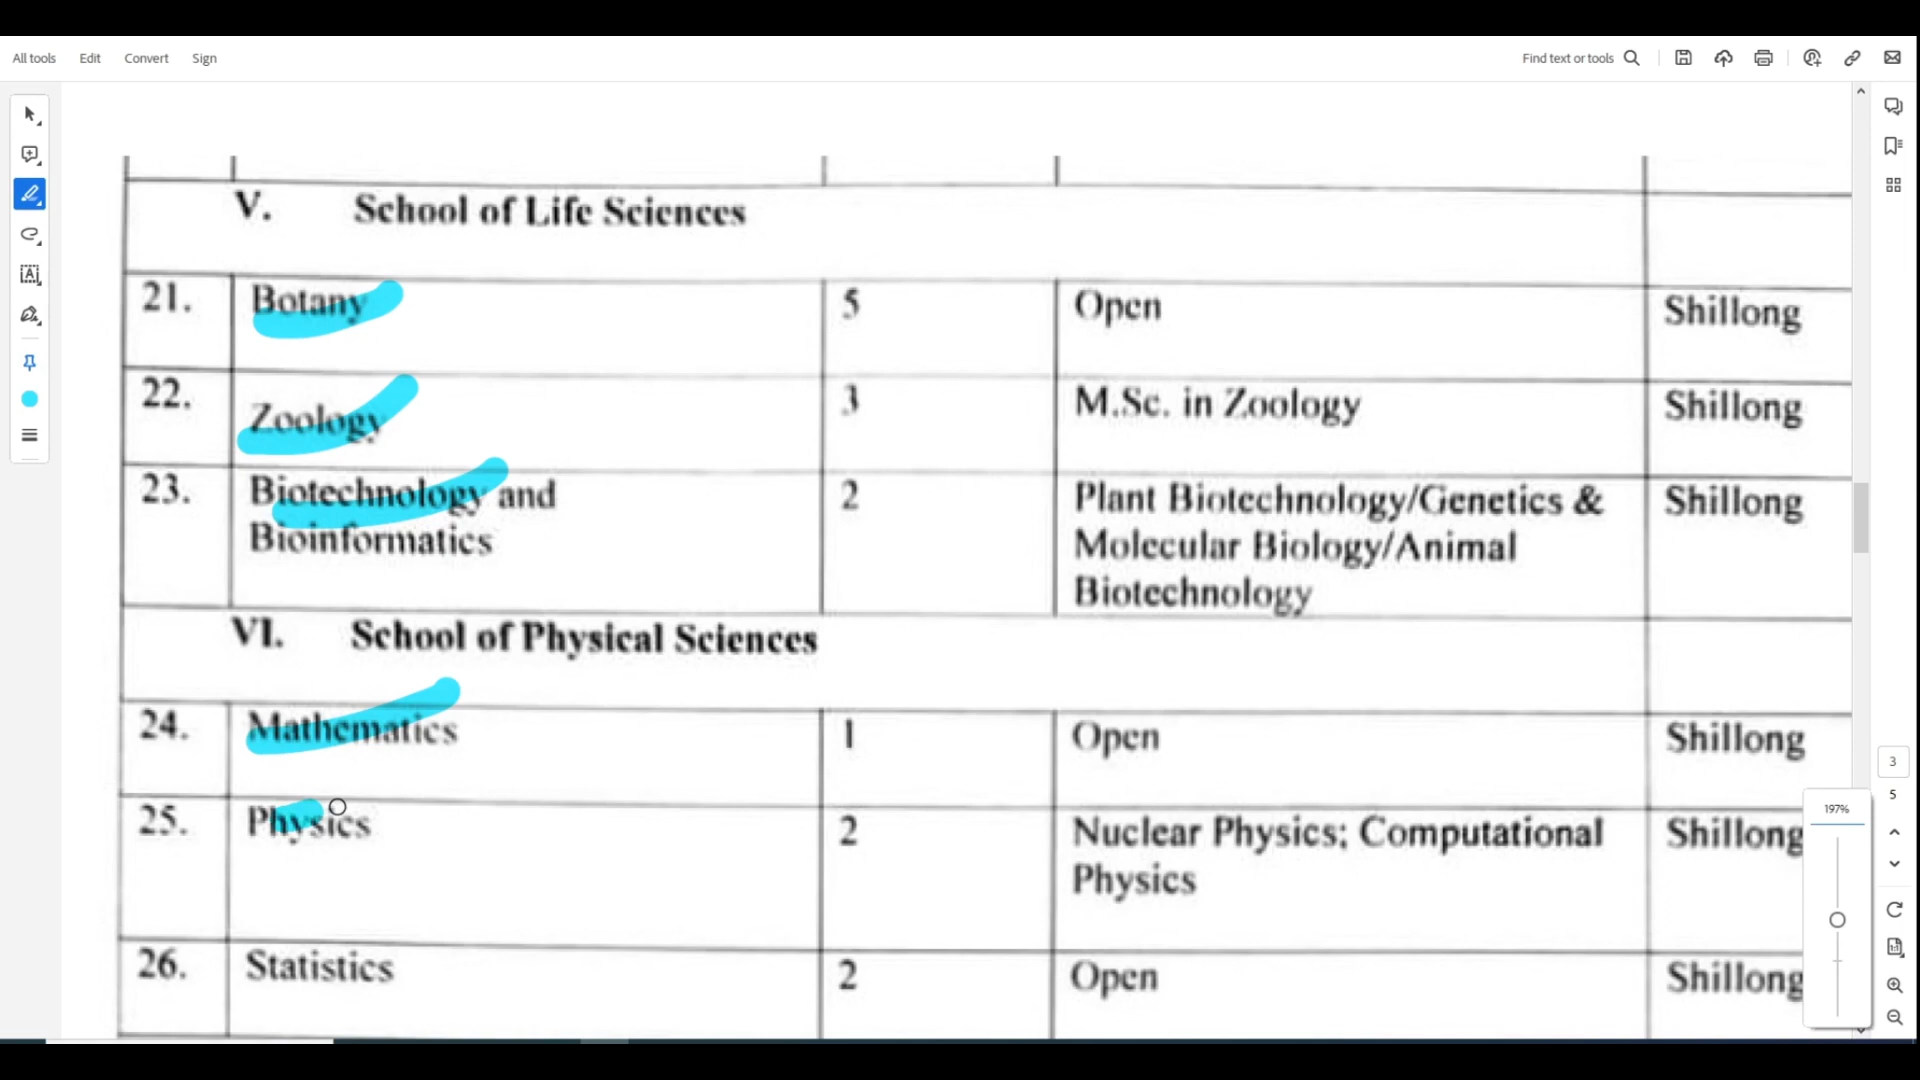 All tools Edit Convert Sign Find text or tools
V. School of Life Sciences
21. Botany 5 Open Shillong
22. Zoology 3 M.Sc. in Zoology Shillong
23. Biotechnology and 2 Plant Biotechnology/Genetics & Shillong
Bioinformatics Molecular Biology/Animal
Biotechnology
VI. School of Physical Sciences
24. Mathematics 1 Open Shillong
25. Physics 2 Nuclear Physics; Computational Shillong
Physics
26. Statistics 2 Open Shillong
3
5
197%